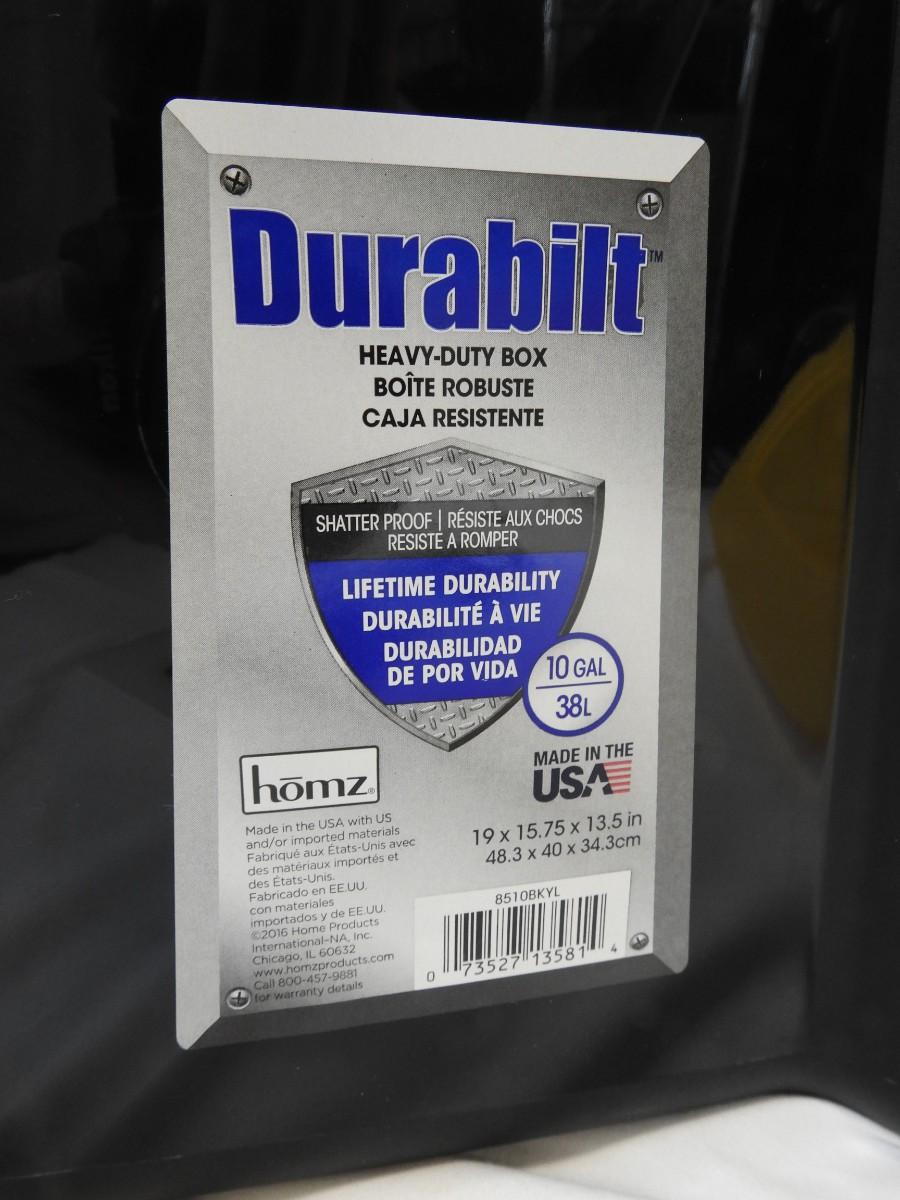 Durabilt™
HEAVY-DUTY BOX
BOÎTE ROBUSTE
CAJA RESISTENTE
SHATTER PROOF | RÉSISTE AUX CHOCS
RESISTE A ROMPER
LIFETIME DURABILITY
DURABILITÉ À VIE
DURABILIDAD
DE POR VIDA
10 GAL
38L
MADE IN THE
USA
hōmz®
Made in the USA with US
and/or imported materials
Fabriqué aux États-Unis avec
des matériaux importés et
des États-Unis.
Fabricado en EE.UU.
con materiales
importados y de EE.UU.
©2016 Home Products
International-NA, Inc.
Chicago, IL 60632
www.homzproducts.com
Call 800-457-9881
for warranty details
19 x 15.75 x 13.5 in
48.3 x 40 x 34.3cm
8510BKYL
0 73527 13581 4